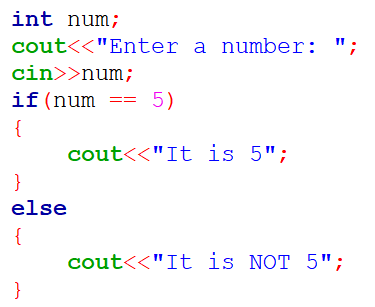 int num;
cout<<"Enter a number: ";
cin>>num;
if(num == 5)
{
    cout<<"It is 5";
}
else
{
    cout<<"It is NOT 5";
}